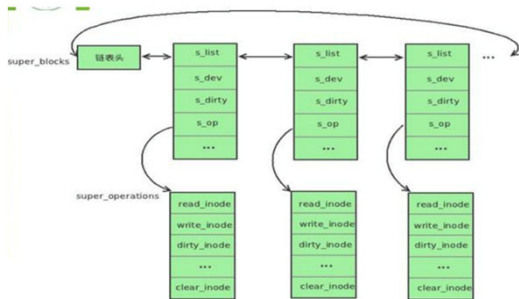 super_blocks
链表头
s_list
s_dev
s_dirty
s_op
...
s_list
s_dev
s_dirty
s_op
...
s_list
s_dev
s_dirty
s_op
...
...
super_operations
read_inode
write_inode
dirty_inode
...
clear_inode
read_inode
write_inode
dirty_inode
...
clear_inode
read_inode
write_inode
dirty_inode
...
clear_inode